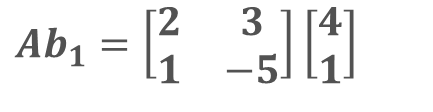 Ab₁ = [2 3
1 −5] [4
1]